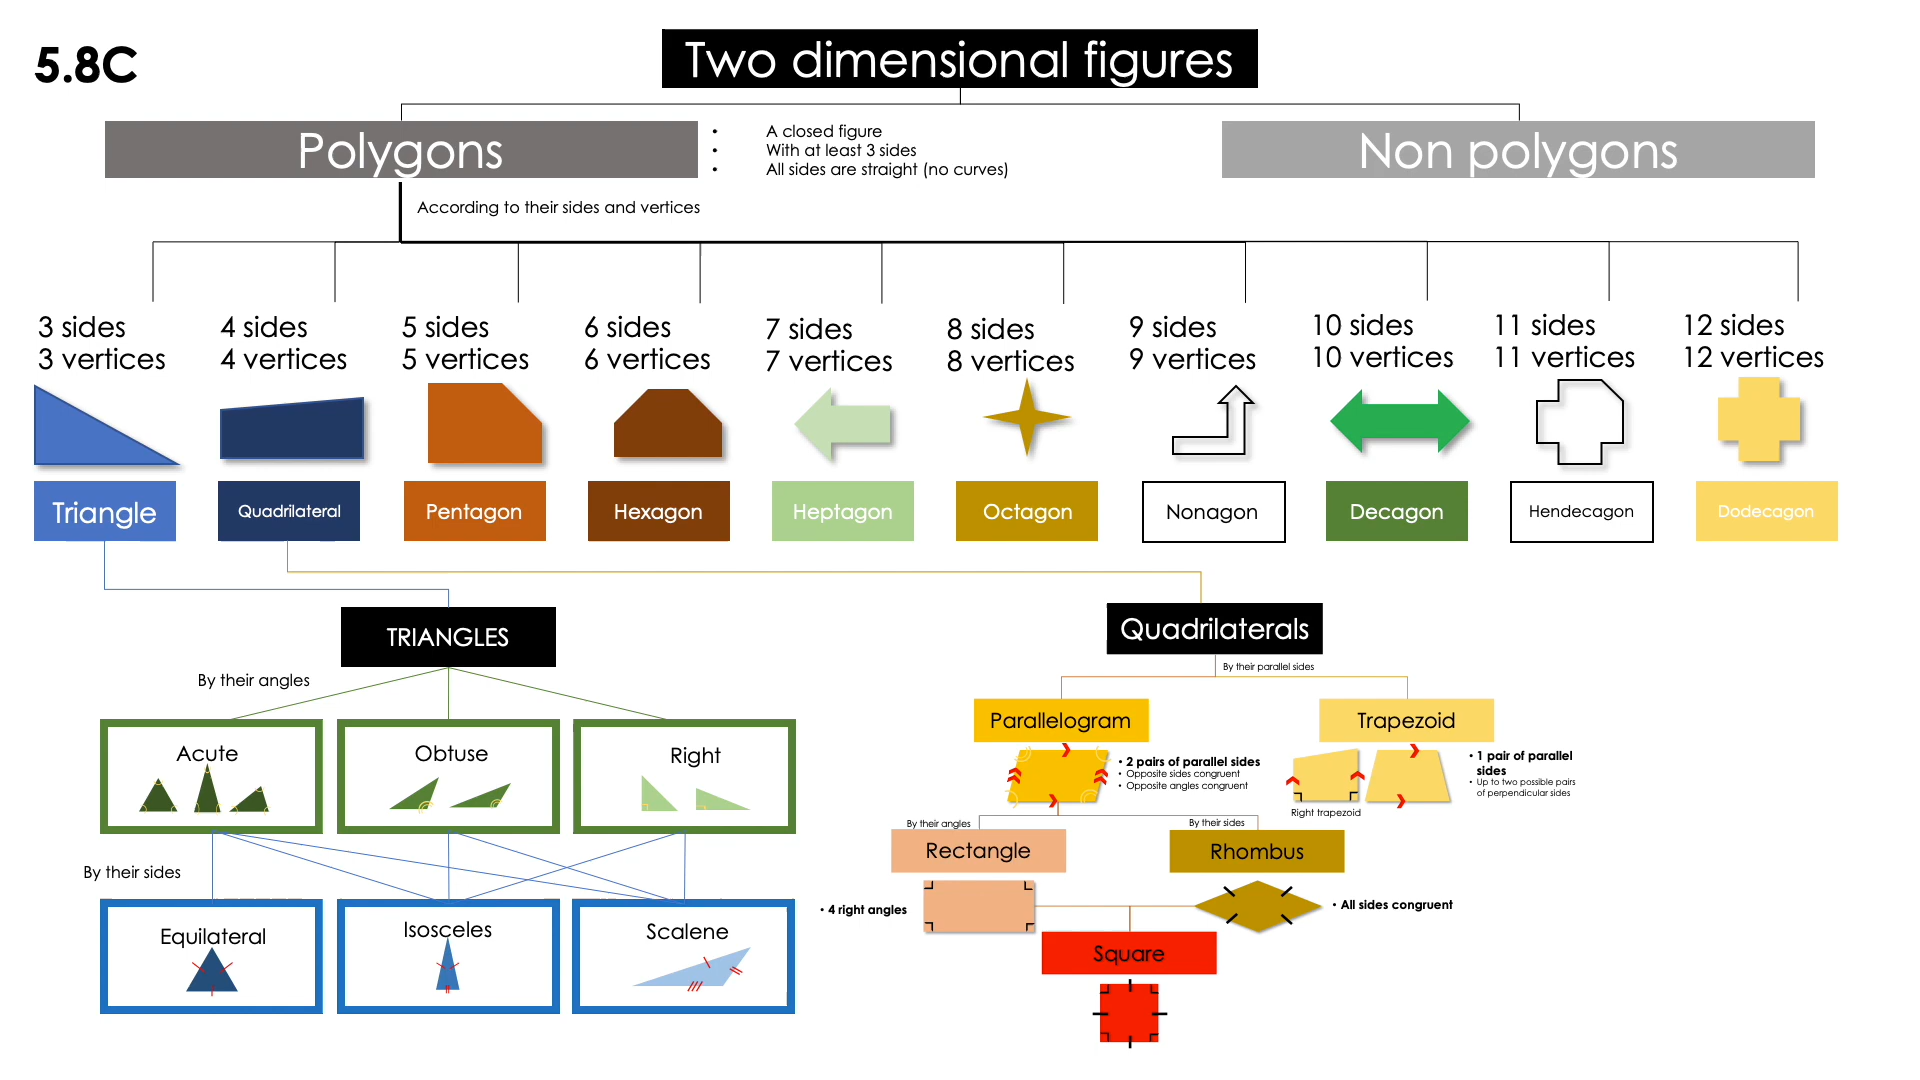 5.8C
Two dimensional figures
Polygons
• A closed figure
• With at least 3 sides
• All sides are straight (no curves)
Non polygons
According to their sides and vertices
3 sides
3 vertices
4 sides
4 vertices
5 sides
5 vertices
6 sides
6 vertices
7 sides
7 vertices
8 sides
8 vertices
9 sides
9 vertices
10 sides
10 vertices
11 sides
11 vertices
12 sides
12 vertices
Triangle
Quadrilateral
Pentagon
Hexagon
Heptagon
Octagon
Nonagon
Decagon
Hendecagon
Dodecagon
TRIANGLES
By their angles
Acute
Obtuse
Right
By their sides
Equilateral
Isosceles
Scalene
Quadrilaterals
By their parallel sides
Parallelogram
• 2 pairs of parallel sides
• Opposite sides congruent
• Opposite angles congruent
Trapezoid
• 1 pair of parallel
sides
• Up to two possible pairs
of perpendicular sides
Right trapezoid
By their angles
Rectangle
• 4 right angles
By their sides
Rhombus
• All sides congruent
Square